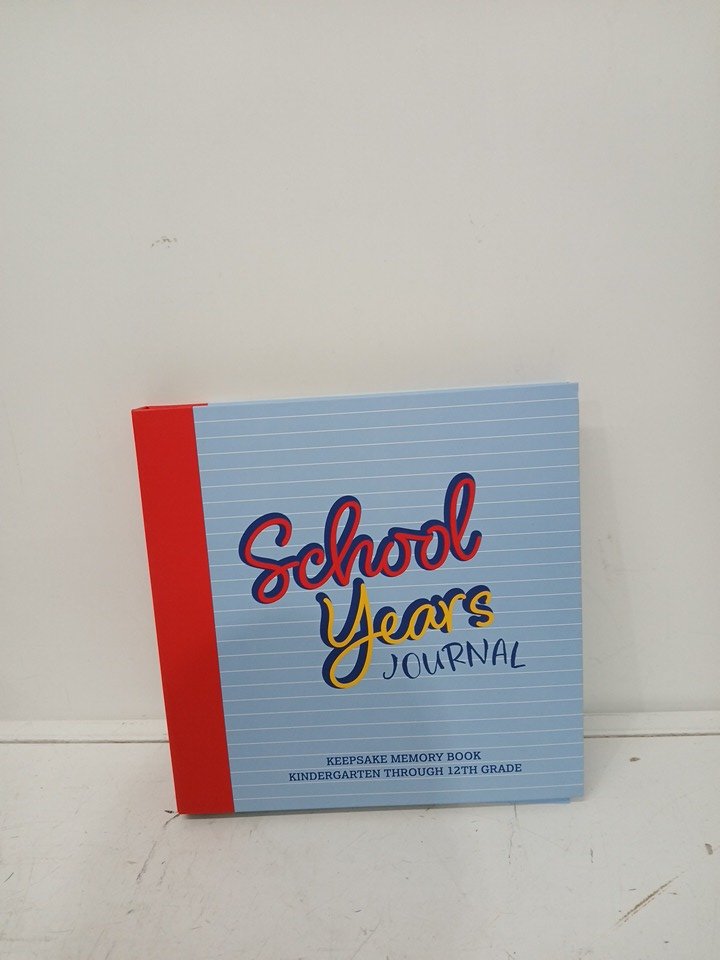 School
Years
JOURNAL
KEEPSAKE MEMORY BOOK
KINDERGARTEN THROUGH 12TH GRADE